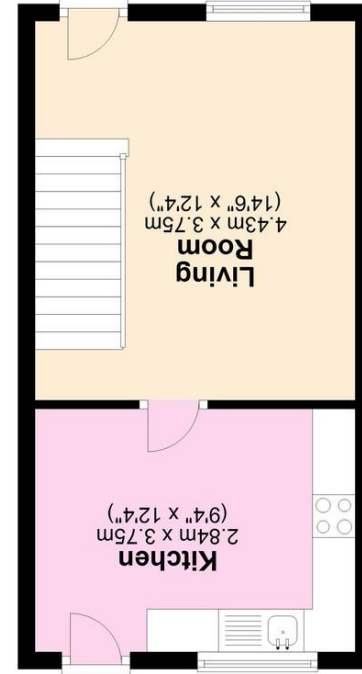 Kitchen
2.84m x 3.75m
(9'4" x 12'4")
Living
Room
4.43m x 3.75m
(14'6" x 12'4")